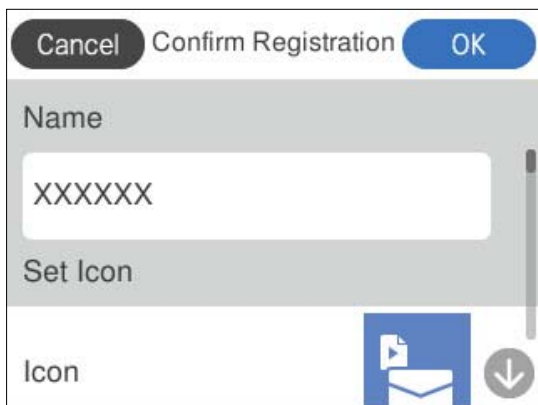 Cancel Confirm Registration OK
Name
XXXXXX
Set Icon
Icon